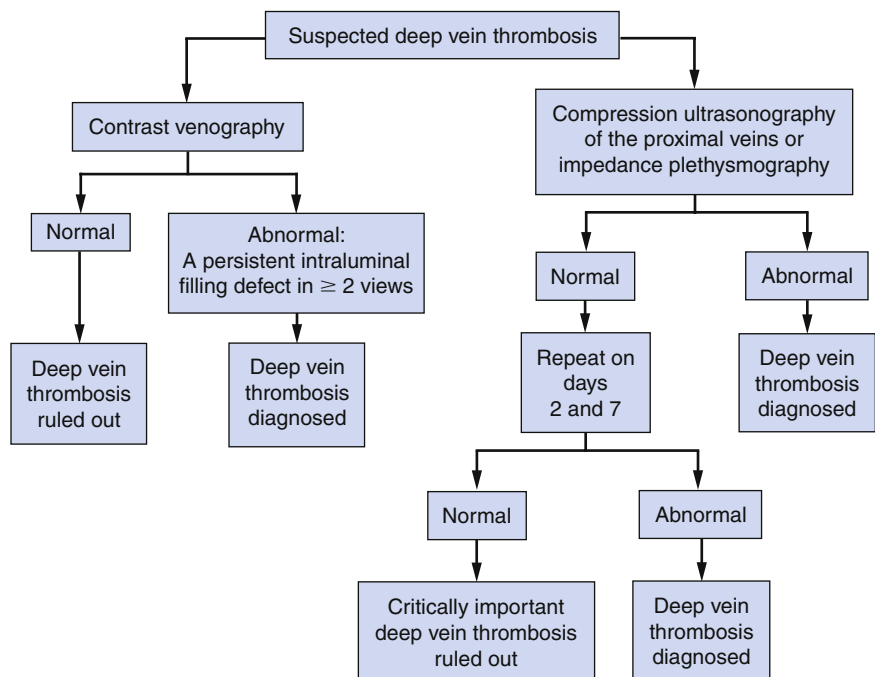 Suspected deep vein thrombosis
Contrast venography
Compression ultrasonography
of the proximal veins or
impedance plethysmography
Normal
Abnormal:
A persistent intraluminal
filling defect in ≥ 2 views
Normal
Abnormal
Deep vein
thrombosis
ruled out
Deep vein
thrombosis
diagnosed
Repeat on
days
2 and 7
Deep vein
thrombosis
diagnosed
Normal
Abnormal
Critically important
deep vein thrombosis
ruled out
Deep vein
thrombosis
diagnosed